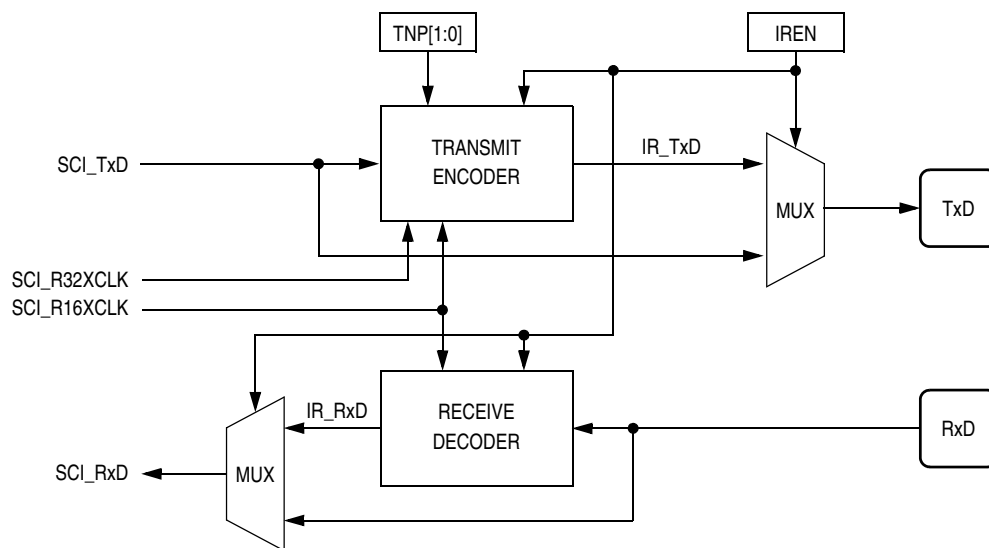 TNP[1:0]
IREN
SCI_TxD
TRANSMIT
ENCODER
IR_TxD
MUX
TxD
SCI_R32XCLK
SCI_R16XCLK
IR_RxD
RECEIVE
DECODER
RxD
SCI_RxD
MUX